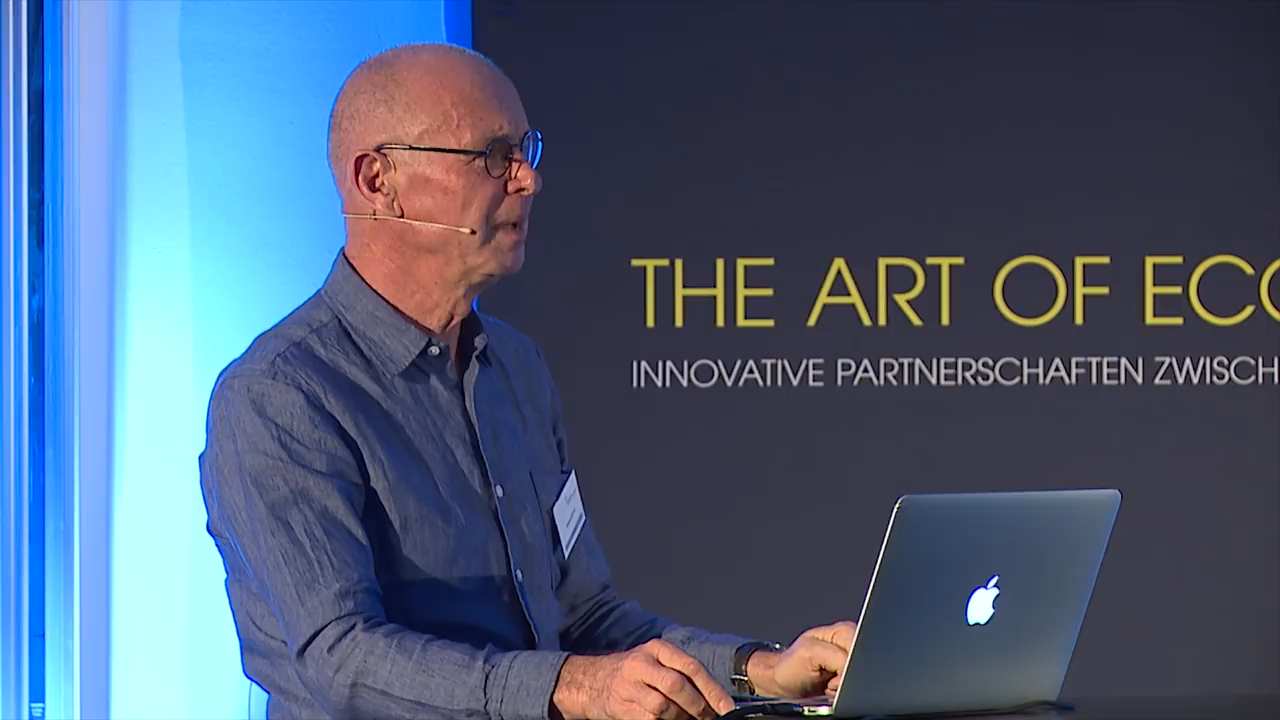 THE ART OF ECO
INNOVATIVE PARTNERSCHAFTEN ZWISCH